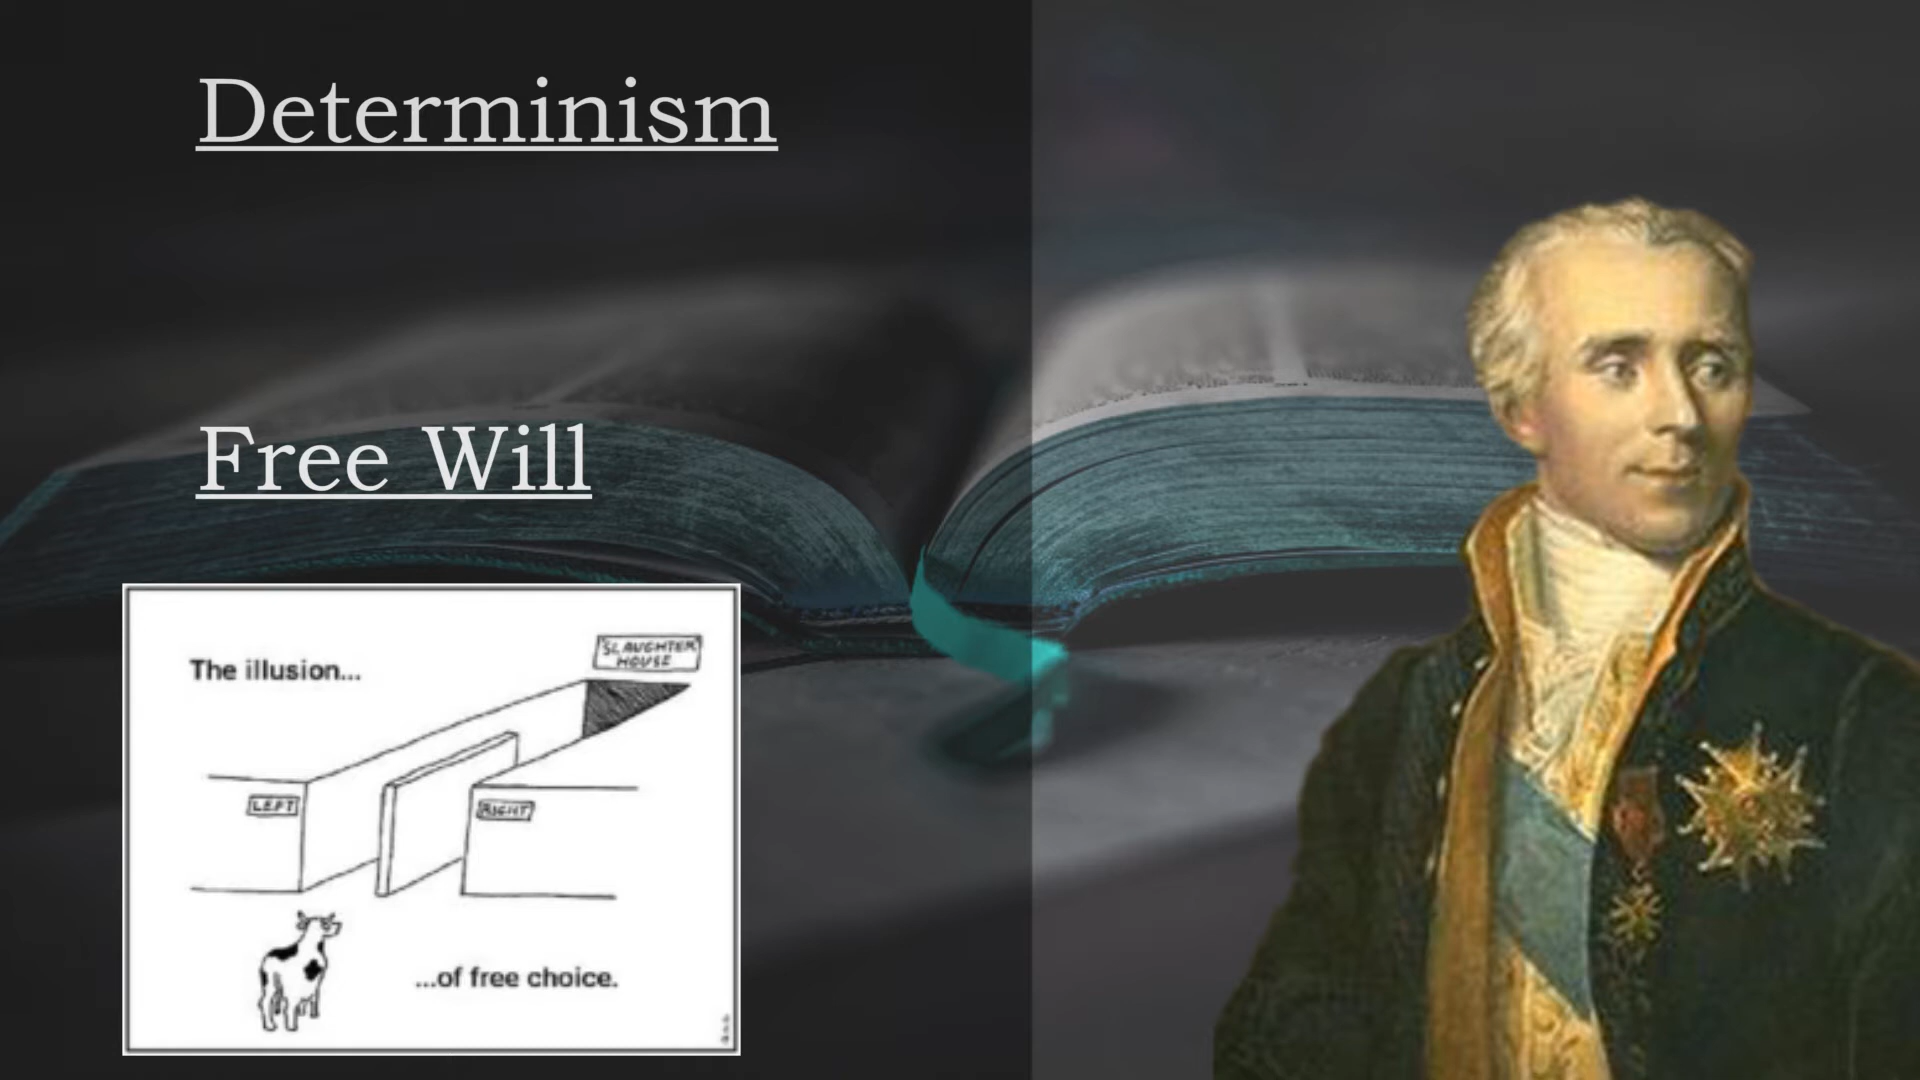 Determinism
Free Will
The illusion...
SLAUGHTER
HOUSE
LEFT
RIGHT
...of free choice.